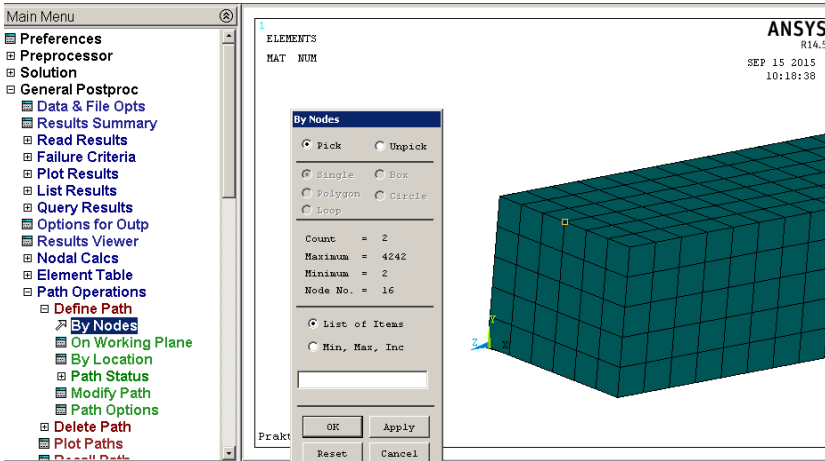 Main Menu
Preferences
Preprocessor
Solution
General Postproc
Data & File Opts
Results Summary
Read Results
Failure Criteria
Plot Results
List Results
Query Results
Options for Outp
Results Viewer
Nodal Calcs
Element Table
Path Operations
Define Path
By Nodes
On Working Plane
By Location
Path Status
Modify Path
Path Options
Delete Path
Plot Paths
Recall Path
1
ELEMENTS
MAT NUM
ANSYS
R14.5
SEP 15 2015
10:18:38
By Nodes
Pick Unpick
Single Box
Polygon Circle
Loop
Count = 2
Maximum = 4242
Minimum = 2
Node No. = 16
List of Items
Min, Max, Inc
OK Apply
Reset Cancel
Y
Z X
Prakt